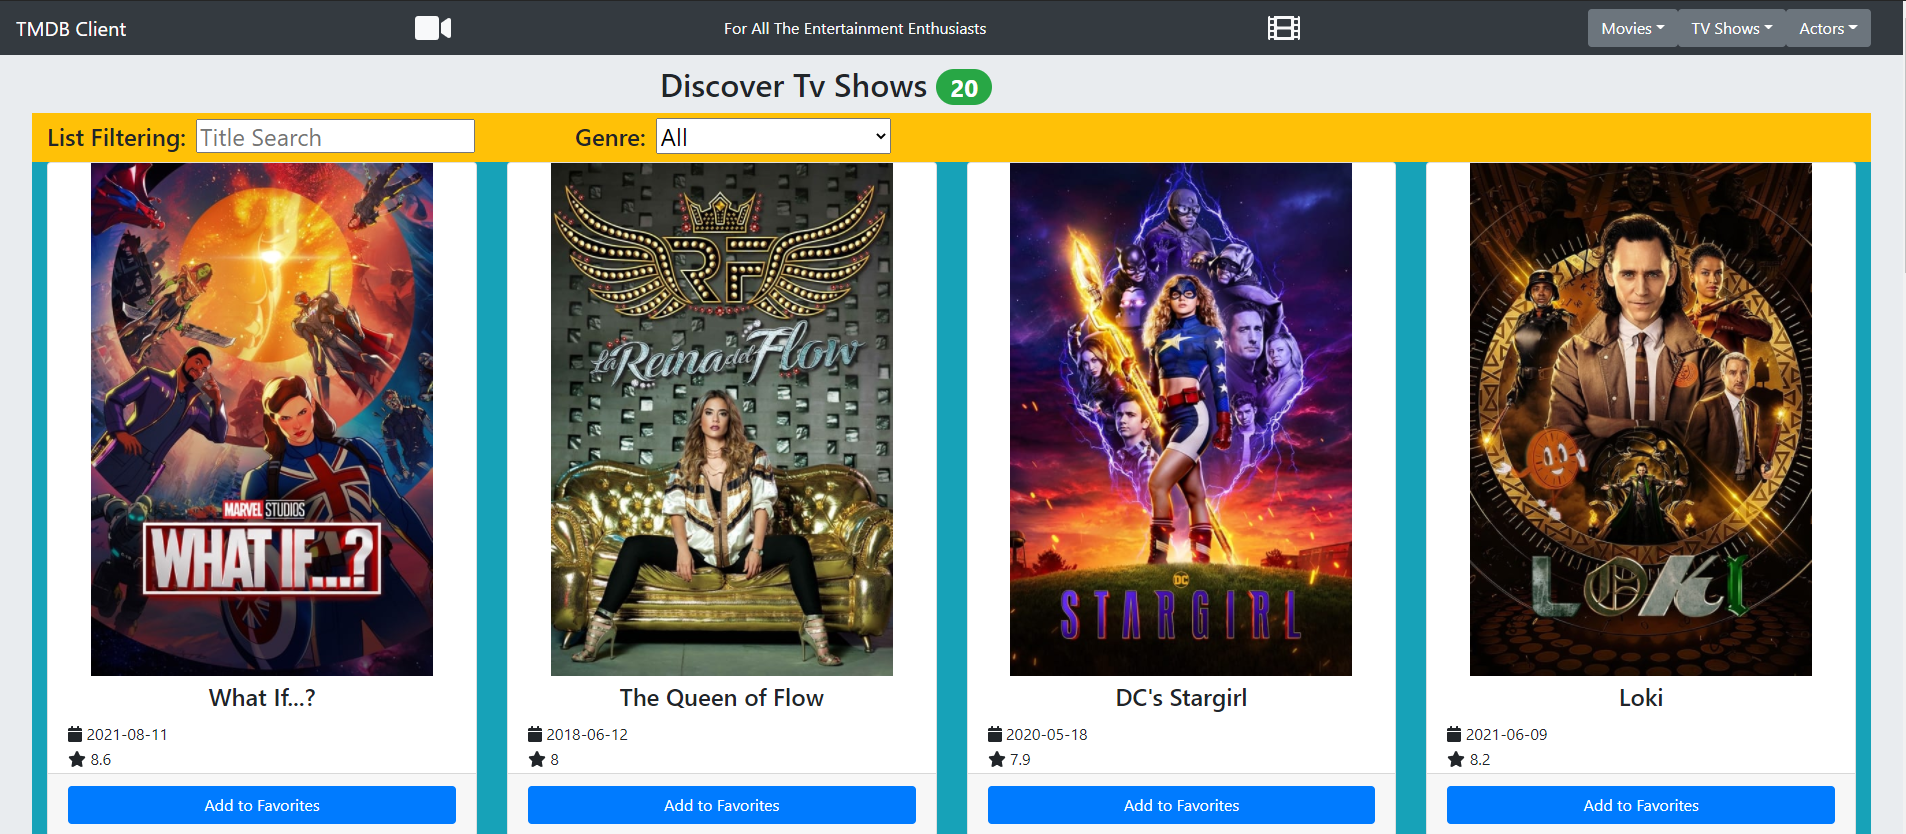 TMDB Client
For All The Entertainment Enthusiasts
Movies
TV Shows
Actors
Discover Tv Shows 20
List Filtering: Title Search
Genre: All
MARVEL STUDIOS
WHAT IF...?
What If...?
2021-08-11
8.6
Add to Favorites
RF
La Reina del Flow
The Queen of Flow
2018-06-12
8
Add to Favorites
DC
STARGIRL
DC's Stargirl
2020-05-18
7.9
Add to Favorites
LOKI
Loki
2021-06-09
8.2
Add to Favorites